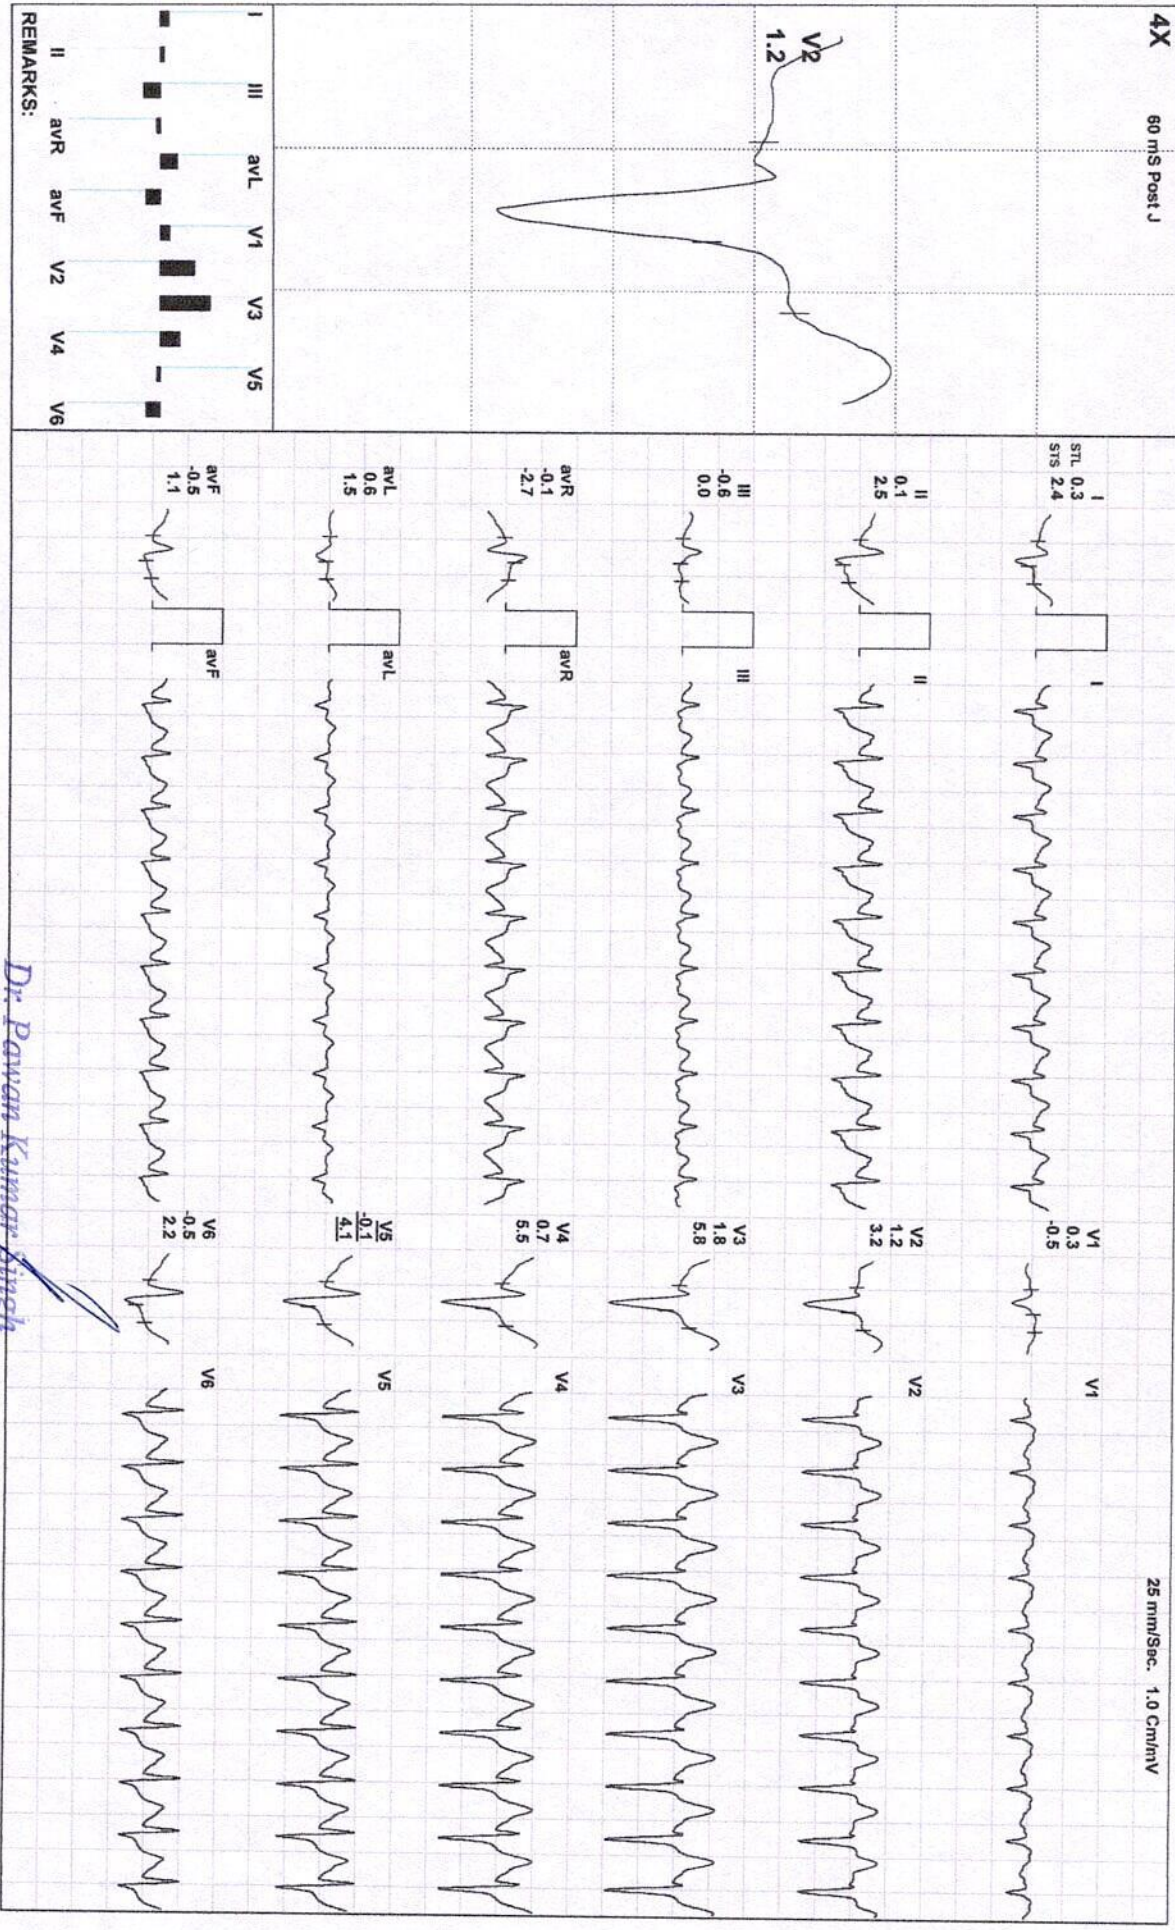 4X 60 mS Post J 25 mm/Sec. 1.0 Cm/mV
V2
1.2
I III avL V1 V3 V5
II avR avF V2 V4 V6
REMARKS:
I
STL 0.3
STS 2.4
I
II
0.1
2.5
II
III
-0.6
0.0
III
avR
-0.1
-2.7
avR
avL
0.6
1.5
avL
avF
-0.5
1.1
avF
V1
0.3
-0.5
V1
V2
1.2
3.2
V2
V3
1.8
5.8
V3
V4
0.7
5.5
V4
V5
-0.1
4.1
V5
V6
-0.5
2.2
V6
Dr. Pawan Kumar Singh